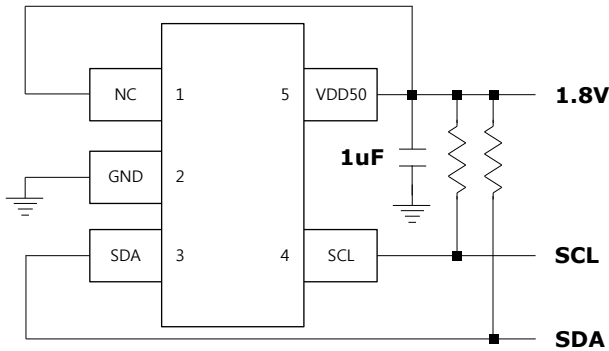 NC 1 5 VDD50 1.8V
1uF
GND 2
SDA 3 4 SCL SCL
SDA